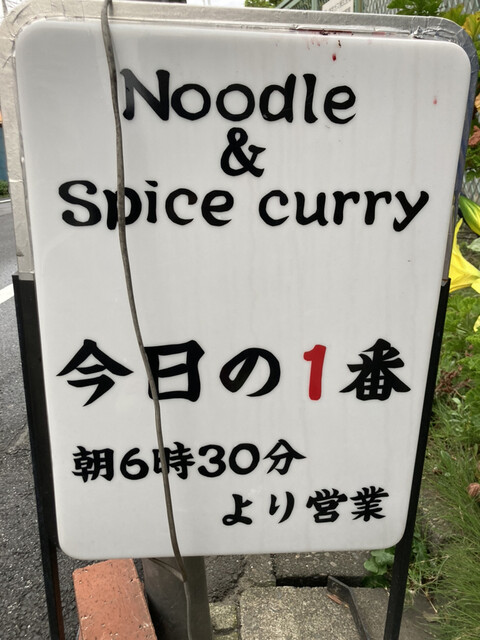 Noodle
&
Spice curry
今日の1番
朝6時30分
より営業